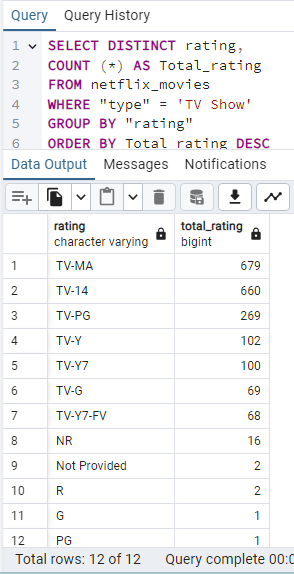 Query Query History
1 SELECT DISTINCT rating,
2 COUNT (*) AS Total_rating
3 FROM netflix_movies
4 WHERE "type" = 'TV Show'
5 GROUP BY "rating"
6 ORDER BY Total_rating DESC
Data Output Messages Notifications
rating total_rating
character varying bigint
1 TV-MA 679
2 TV-14 660
3 TV-PG 269
4 TV-Y 102
5 TV-Y7 100
6 TV-G 69
7 TV-Y7-FV 68
8 NR 16
9 Not Provided 2
10 R 2
11 G 1
12 PG 1
Total rows: 12 of 12 Query complete 00:0